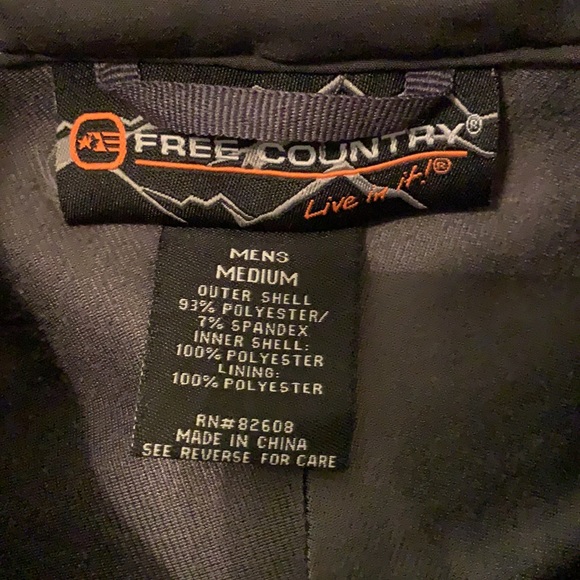 FREE COUNTRY®
Live in it!®
MENS
MEDIUM
OUTER SHELL
93% POLYESTER/
7% SPANDEX
INNER SHELL:
100% POLYESTER
LINING:
100% POLYESTER
RN#82608
MADE IN CHINA
SEE REVERSE FOR CARE